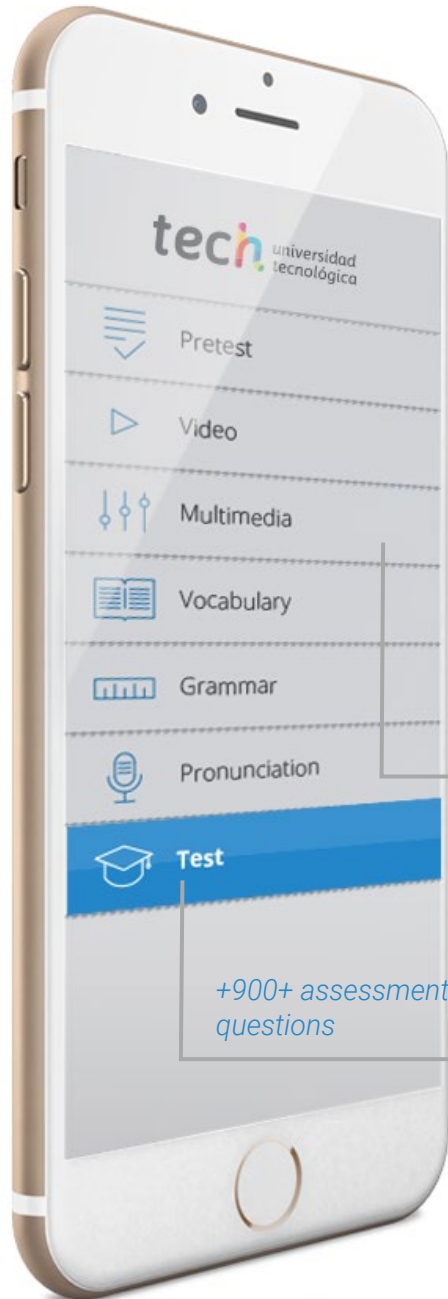 tech universidad
tecnológica
Pretest
Video
Multimedia
Vocabulary
Grammar
Pronunciation
Test
+900+ assessment
questions